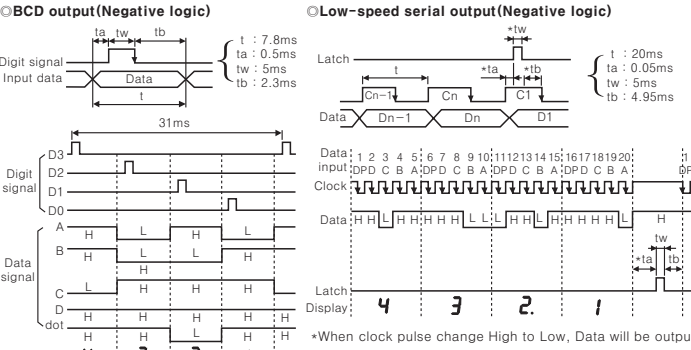 ◎BCD output(Negative logic)
ta tw tb
Digit signal
Input data
Data
t
t : 7.8ms
ta : 0.5ms
tw : 5ms
tb : 2.3ms
31ms
Digit
signal
D3
D2
D1
D0
Data
signal
A
H L H L H
B
H L L H
H
C
L H H H
D
H H H H H
dot
H H L H H
◎Low-speed serial output(Negative logic)
*tw
Latch
t
*ta *tb
Cn-1 Cn C1
Data Dn-1 Dn D1
t : 20ms
ta : 0.05ms
tw : 5ms
tb : 4.95ms
Data 1 2 3 4 5 6 7 8 9 10 11 12 13 14 15 16 17 18 19 20 1
input DP D C B A DP D C B A DP D C B A DP D C B A
Clock
Data H H L H H H H H L L L H H L H H H H H L H
tw
*ta tb
Latch
Display 4 3 2. 1
*When clock pulse change High to Low, Data will be outpu